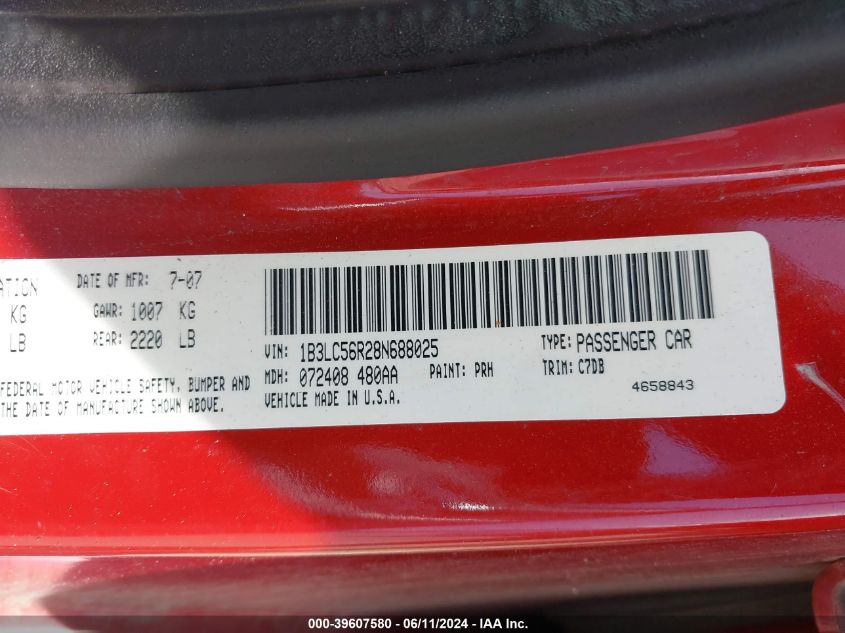 ATION DATE OF MFR: 7-07
KG GAWR: 1007 KG
LB REAR: 2220 LB
VIN: 1B3LC56R28N688025 TYPE: PASSENGER CAR
MDH: 072408 480AA PAINT: PRH TRIM: C7DB
FEDERAL MOTOR VEHICLE SAFETY, BUMPER AND VEHICLE MADE IN U.S.A. 4658843
THE DATE OF MANUFACTURE SHOWN ABOVE.
000-39607580 - 06/11/2024 - IAA Inc.